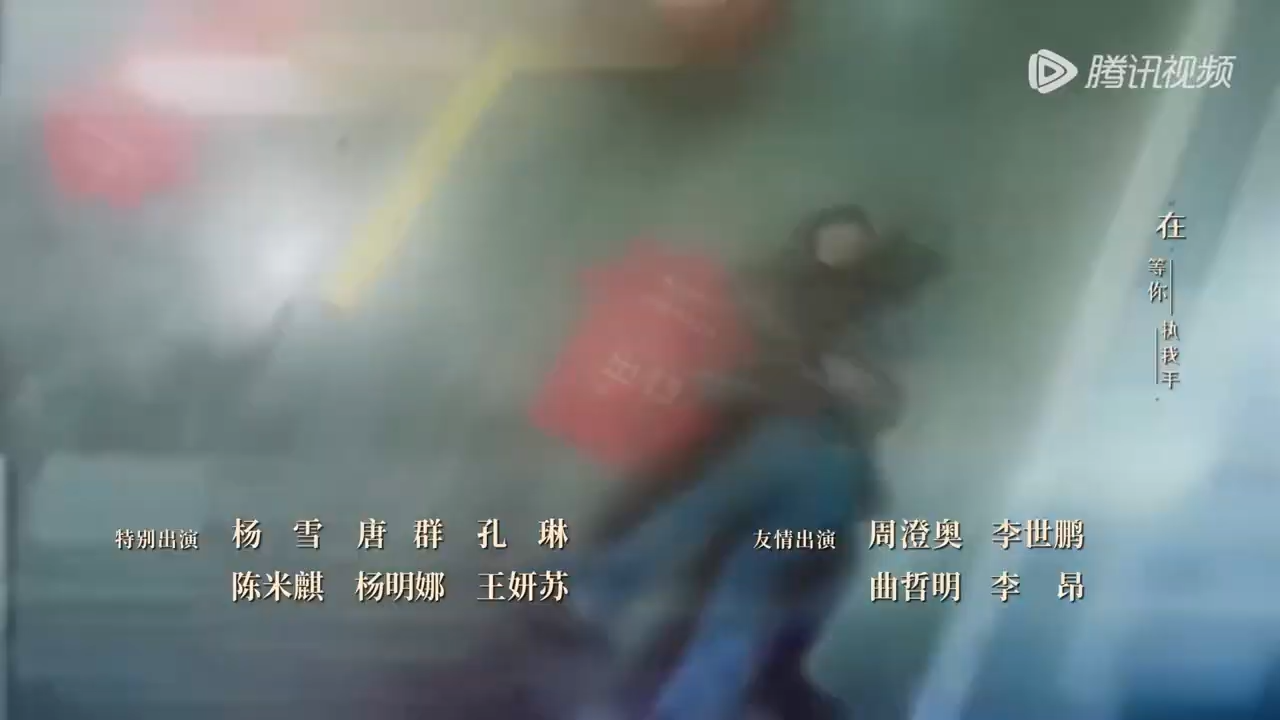 腾讯视频
在
等你
执我手
出口
特别出演 杨 雪 唐 群 孔 琳
陈米麒 杨明娜 王妍苏
友情出演 周澄奥 李世鹏
曲哲明 李 昂